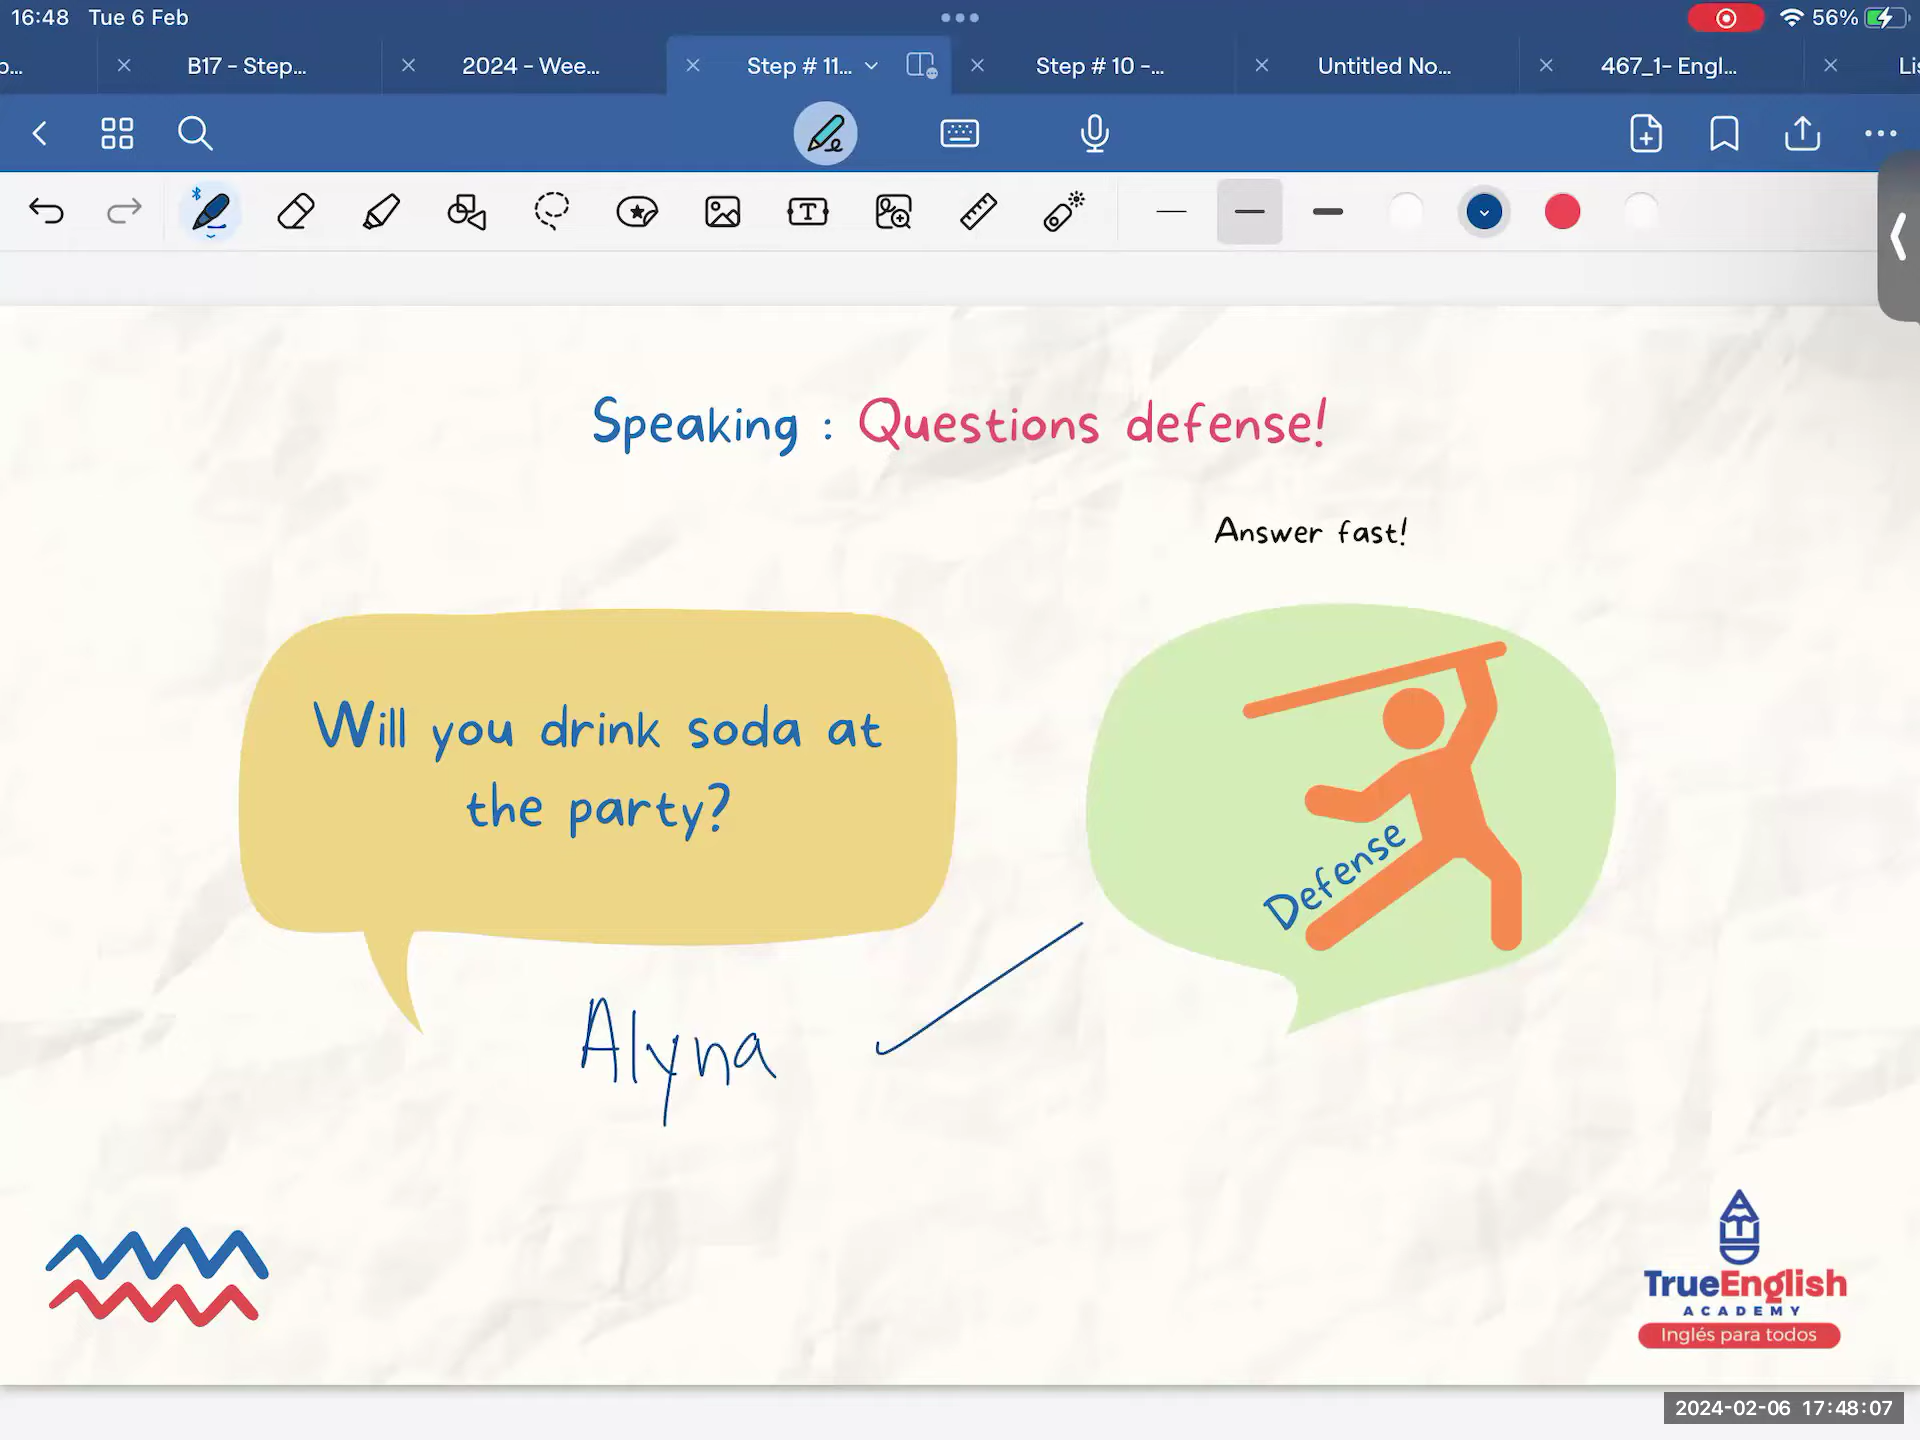 16:48 Tue 6 Feb
56%
B17 - Step...
2024 - Wee...
Step # 11...
Step # 10 -...
Untitled No...
467_1- Engl...
Speaking : Questions defense!
Answer fast!
Will you drink soda at
the party?
Defense
Alyna
TrueEnglish
ACADEMY
Inglés para todos
2024-02-06 17:48:07